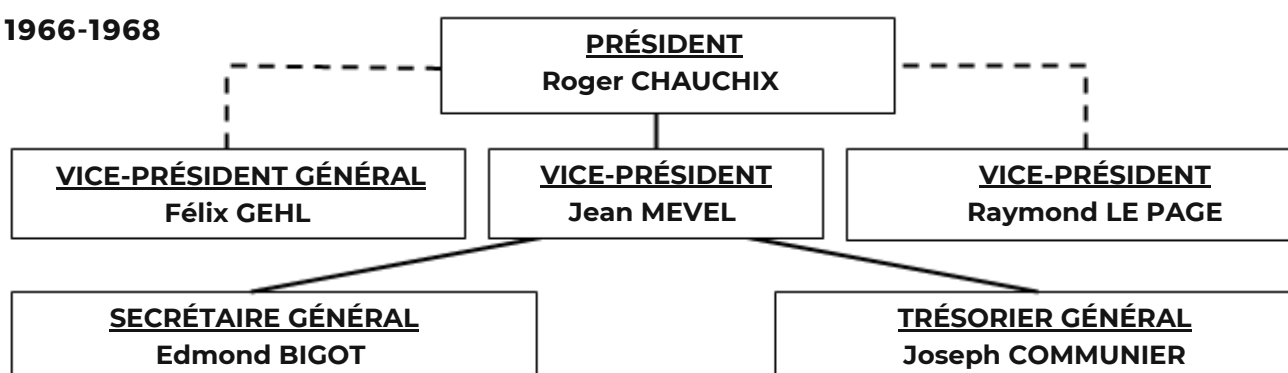 1966-1968
PRÉSIDENT
Roger CHAUCHIX
VICE-PRÉSIDENT GÉNÉRAL
Félix GEHL
VICE-PRÉSIDENT
Jean MEVEL
VICE-PRÉSIDENT
Raymond LE PAGE
SECRÉTAIRE GÉNÉRAL
Edmond BIGOT
TRÉSORIER GÉNÉRAL
Joseph COMMUNIER